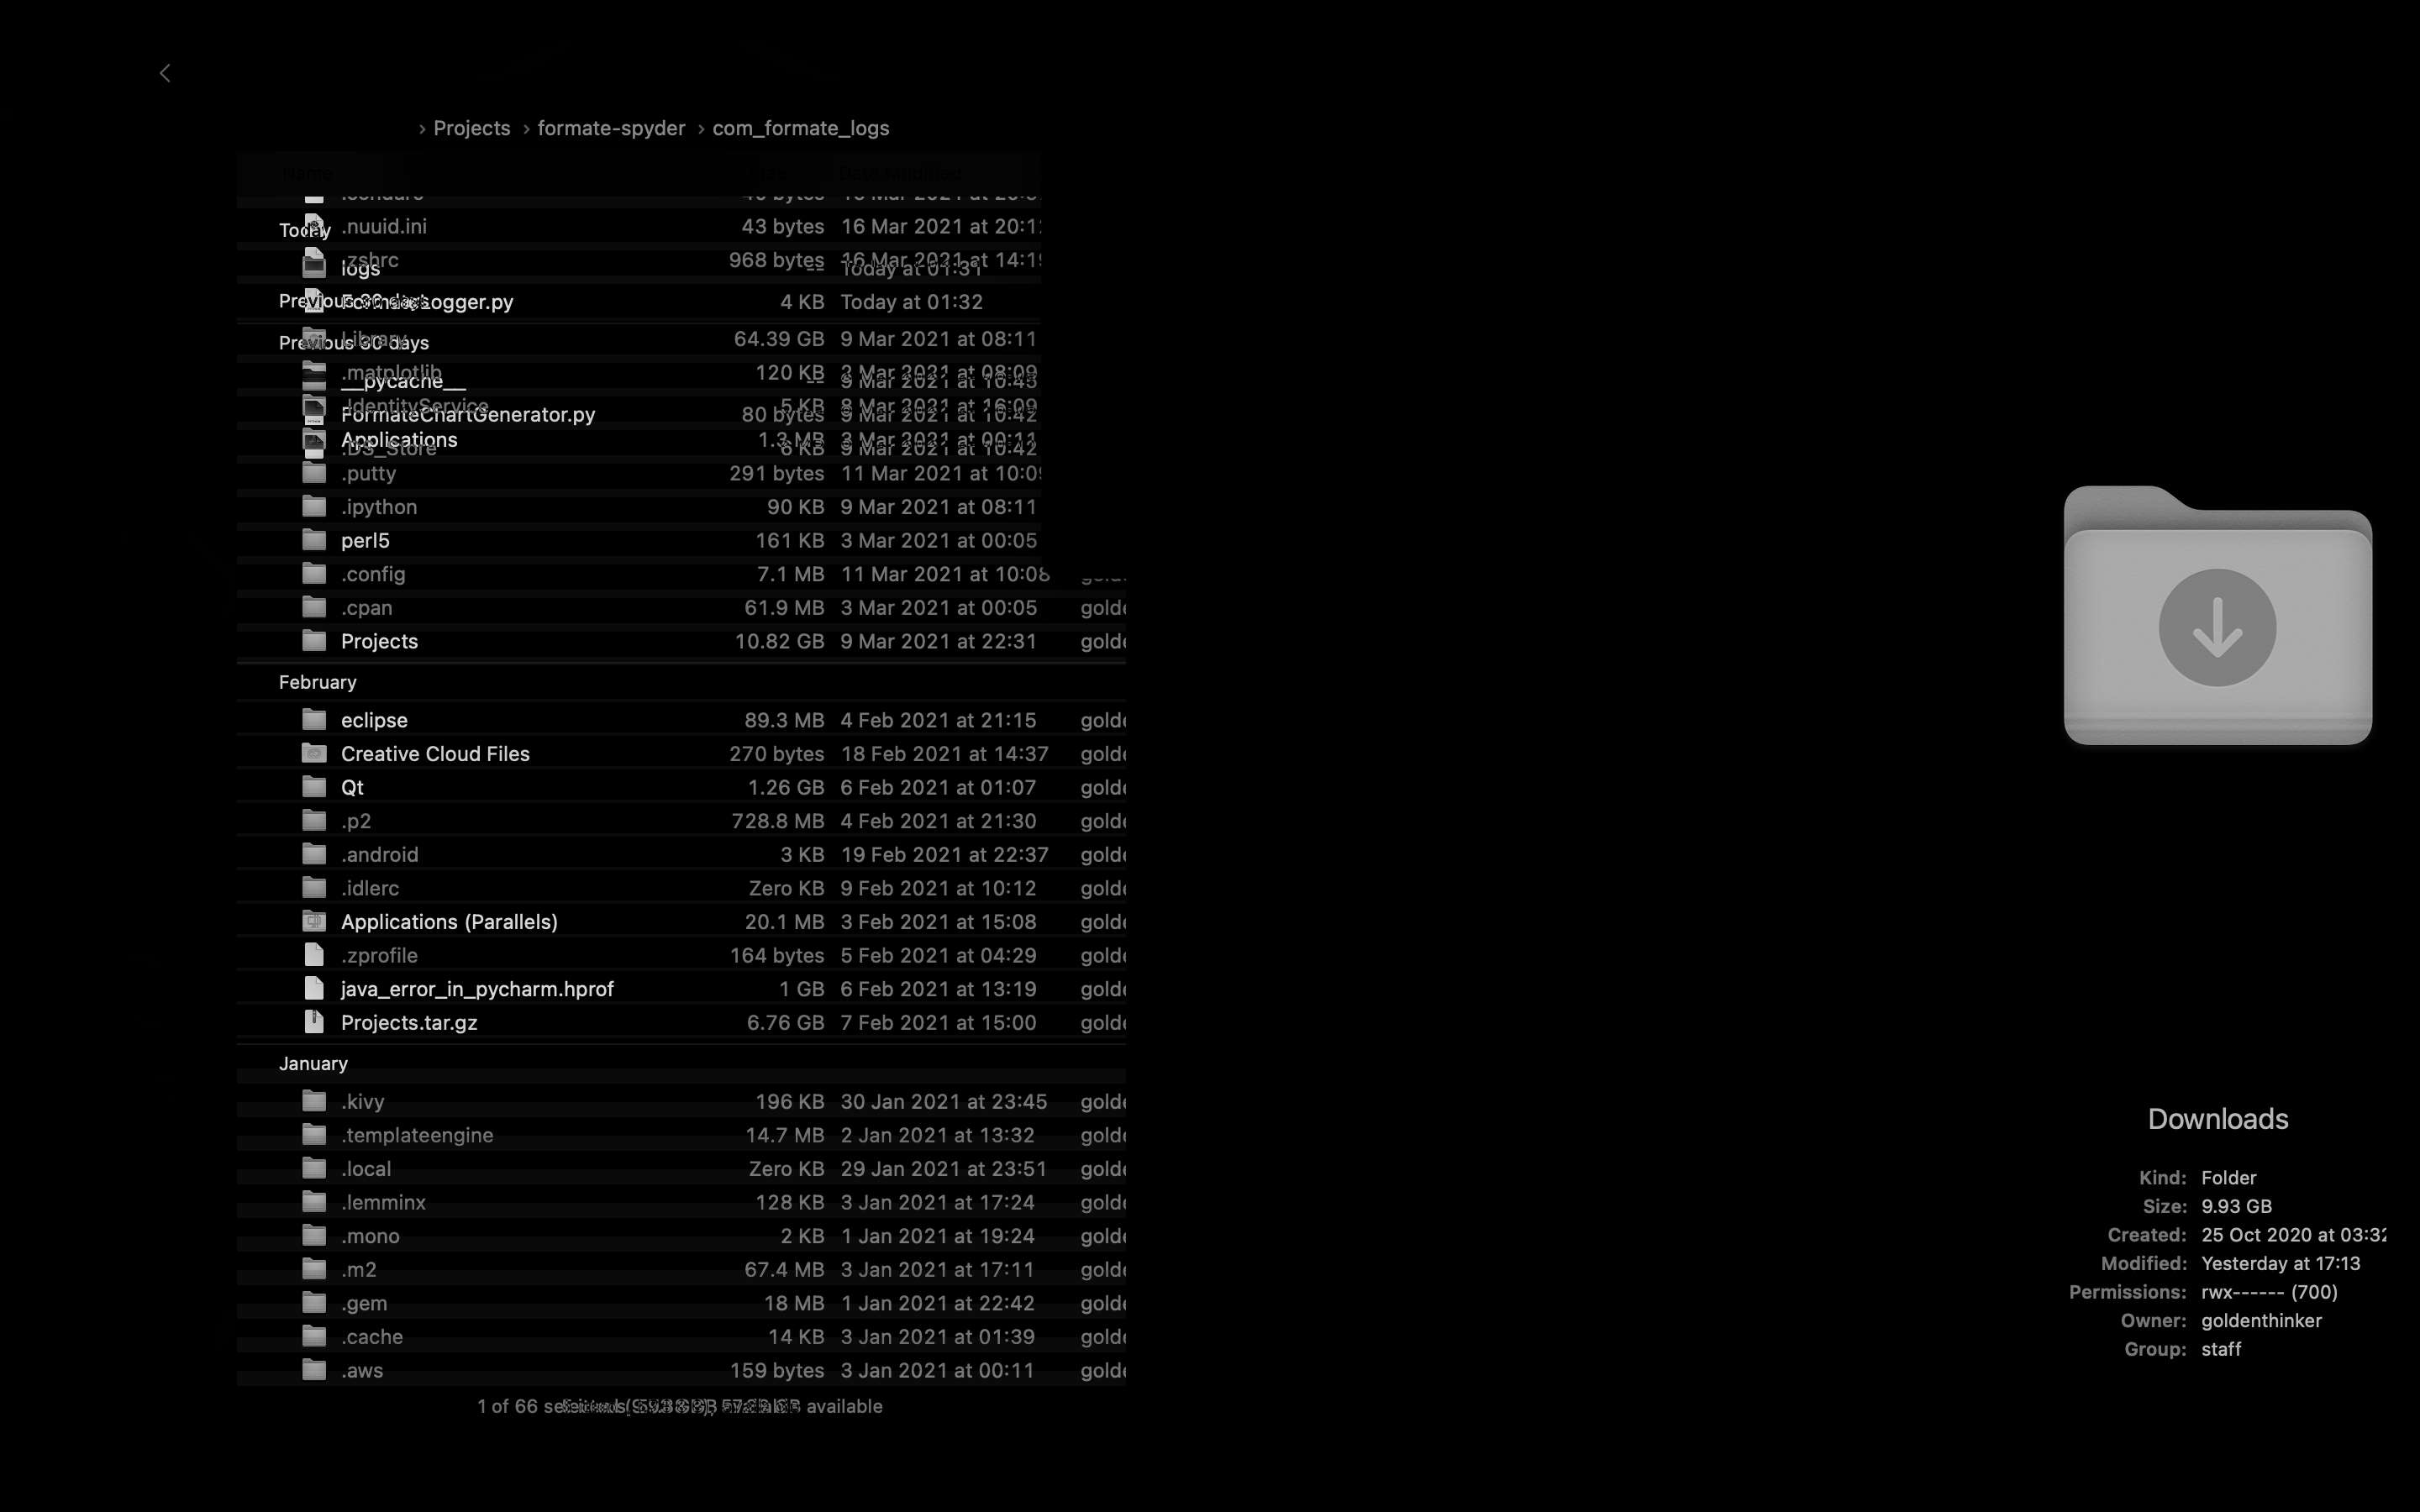 › Projects › formate-spyder › com_formate_logs
Name Size Date Modified
.nuuid.ini 43 bytes 16 Mar 2021 at 20:1
Today
.zshrc 968 bytes 16 Mar 2021 at 14:1
logs -- Today at 01:31
Previous 30 days
FormateLogger.py 4 KB Today at 01:32
Library 64.39 GB 9 Mar 2021 at 08:11
Previous 30 days
.matplotlib 120 KB 2 Mar 2021 at 08:09
__pycache__ -- 9 Mar 2021 at 10:43
.IdentityService 5 KB 8 Mar 2021 at 16:09
FormateChartGenerator.py 80 bytes 9 Mar 2021 at 10:42
Applications 1.3 MB 3 Mar 2021 at 00:11
.DS_Store 6 KB 9 Mar 2021 at 10:42
.putty 291 bytes 11 Mar 2021 at 10:0
.ipython 90 KB 9 Mar 2021 at 08:11
perl5 161 KB 3 Mar 2021 at 00:05
.config 7.1 MB 11 Mar 2021 at 10:08
.cpan 61.9 MB 3 Mar 2021 at 00:05 golde
Projects 10.82 GB 9 Mar 2021 at 22:31 golde
February
eclipse 89.3 MB 4 Feb 2021 at 21:15 golde
Creative Cloud Files 270 bytes 18 Feb 2021 at 14:37 golde
Qt 1.26 GB 6 Feb 2021 at 01:07 golde
.p2 728.8 MB 4 Feb 2021 at 21:30 golde
.android 3 KB 19 Feb 2021 at 22:37 golde
.idlerc Zero KB 9 Feb 2021 at 10:12 golde
Applications (Parallels) 20.1 MB 3 Feb 2021 at 15:08 golde
.zprofile 164 bytes 5 Feb 2021 at 04:29 golde
java_error_in_pycharm.hprof 1 GB 6 Feb 2021 at 13:19 golde
Projects.tar.gz 6.76 GB 7 Feb 2021 at 15:00 golde
January
.kivy 196 KB 30 Jan 2021 at 23:45 golde
.templateengine 14.7 MB 2 Jan 2021 at 13:32 golde
.local Zero KB 29 Jan 2021 at 23:51 golde
.lemminx 128 KB 3 Jan 2021 at 17:24 golde
.mono 2 KB 1 Jan 2021 at 19:24 golde
.m2 67.4 MB 3 Jan 2021 at 17:11 golde
.gem 18 MB 1 Jan 2021 at 22:42 golde
.cache 14 KB 3 Jan 2021 at 01:39 golde
.aws 159 bytes 3 Jan 2021 at 00:11 golde
1 of 66 available
Downloads
Kind: Folder
Size: 9.93 GB
Created: 25 Oct 2020 at 03:32
Modified: Yesterday at 17:13
Permissions: rwx------ (700)
Owner: goldenthinker
Group: staff